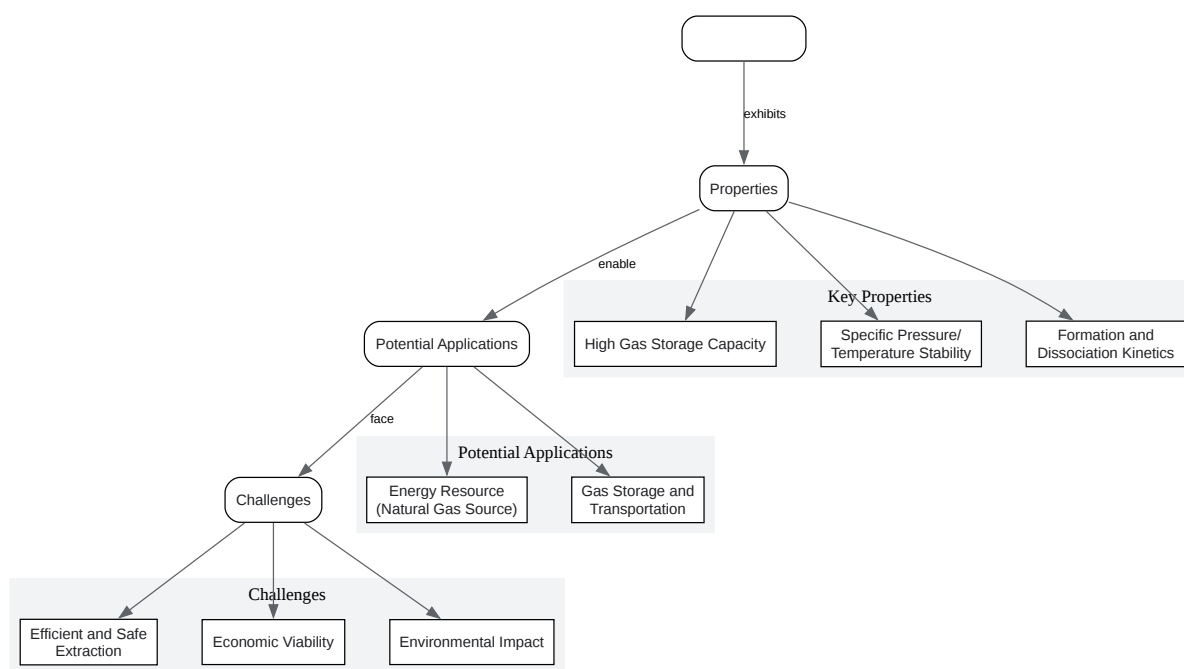 exhibits
Properties
enable
Key Properties
Potential Applications
High Gas Storage Capacity
Specific Pressure/
Temperature Stability
Formation and
Dissociation Kinetics
face
Potential Applications
Challenges
Energy Resource
(Natural Gas Source)
Gas Storage and
Transportation
Challenges
Efficient and Safe
Extraction
Economic Viability
Environmental Impact